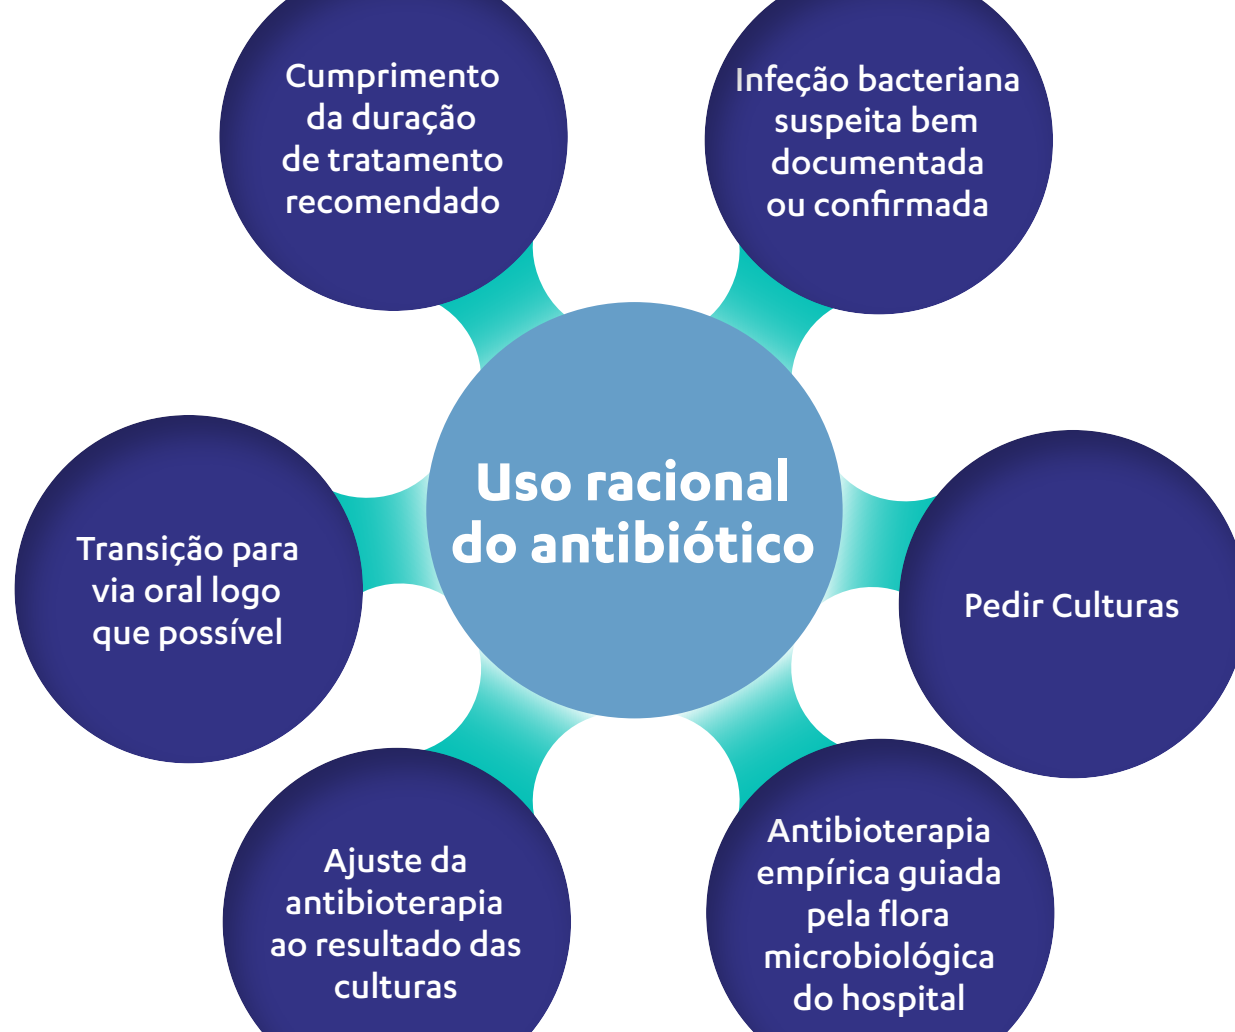 Cumprimento
da duração
de tratamento
recomendado
Infeção bacteriana
suspeita bem
documentada
ou confirmada
Uso racional
do antibiótico
Transição para
via oral logo
que possível
Pedir Culturas
Ajuste da
antibioterapia
ao resultado das
culturas
Antibioterapia
empírica guiada
pela flora
microbiológica
do hospital